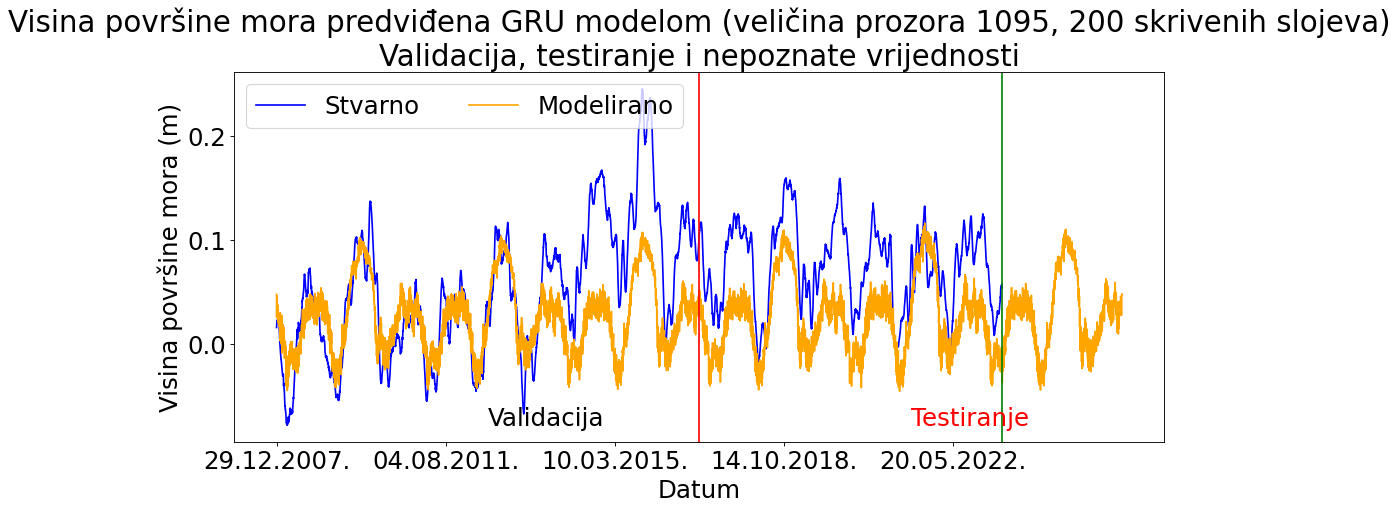 Visina površine mora predviđena GRU modelom (veličina prozora 1095, 200 skrivenih slojeva)
Validacija, testiranje i nepoznate vrijednosti
Stvarno Modelirano
Visina površine mora (m)
0.2
0.1
0.0
Validacija Testiranje
29.12.2007. 04.08.2011. 10.03.2015. 14.10.2018. 20.05.2022.
Datum